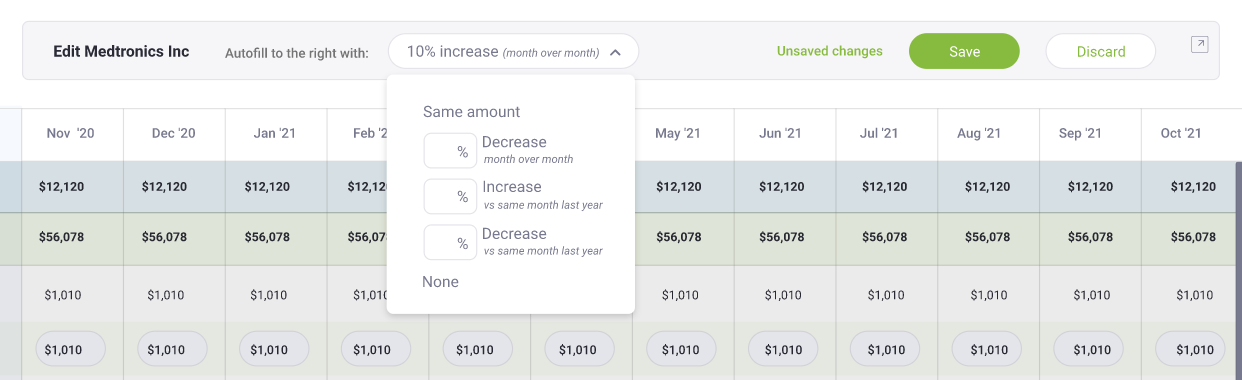 Edit Medtronics Inc Autofill to the right with: 10% increase (month over month) Unsaved changes Save Discard
Same amount
% Decrease
month over month
% Increase
vs same month last year
% Decrease
vs same month last year
None
Nov '20 Dec '20 Jan '21 Feb '2 May '21 Jun '21 Jul '21 Aug '21 Sep '21 Oct '21
$12,120 $12,120 $12,120 $12,12 $12,120 $12,120 $12,120 $12,120 $12,120 $12,120
$56,078 $56,078 $56,078 $56,07 $56,078 $56,078 $56,078 $56,078 $56,078 $56,078
$1,010 $1,010 $1,010 $1,010 $1,010 $1,010 $1,010 $1,010 $1,010 $1,010
$1,010 $1,010 $1,010 $1,010 $1,010 $1,010 $1,010 $1,010 $1,010 $1,010 $1,010 $1,010